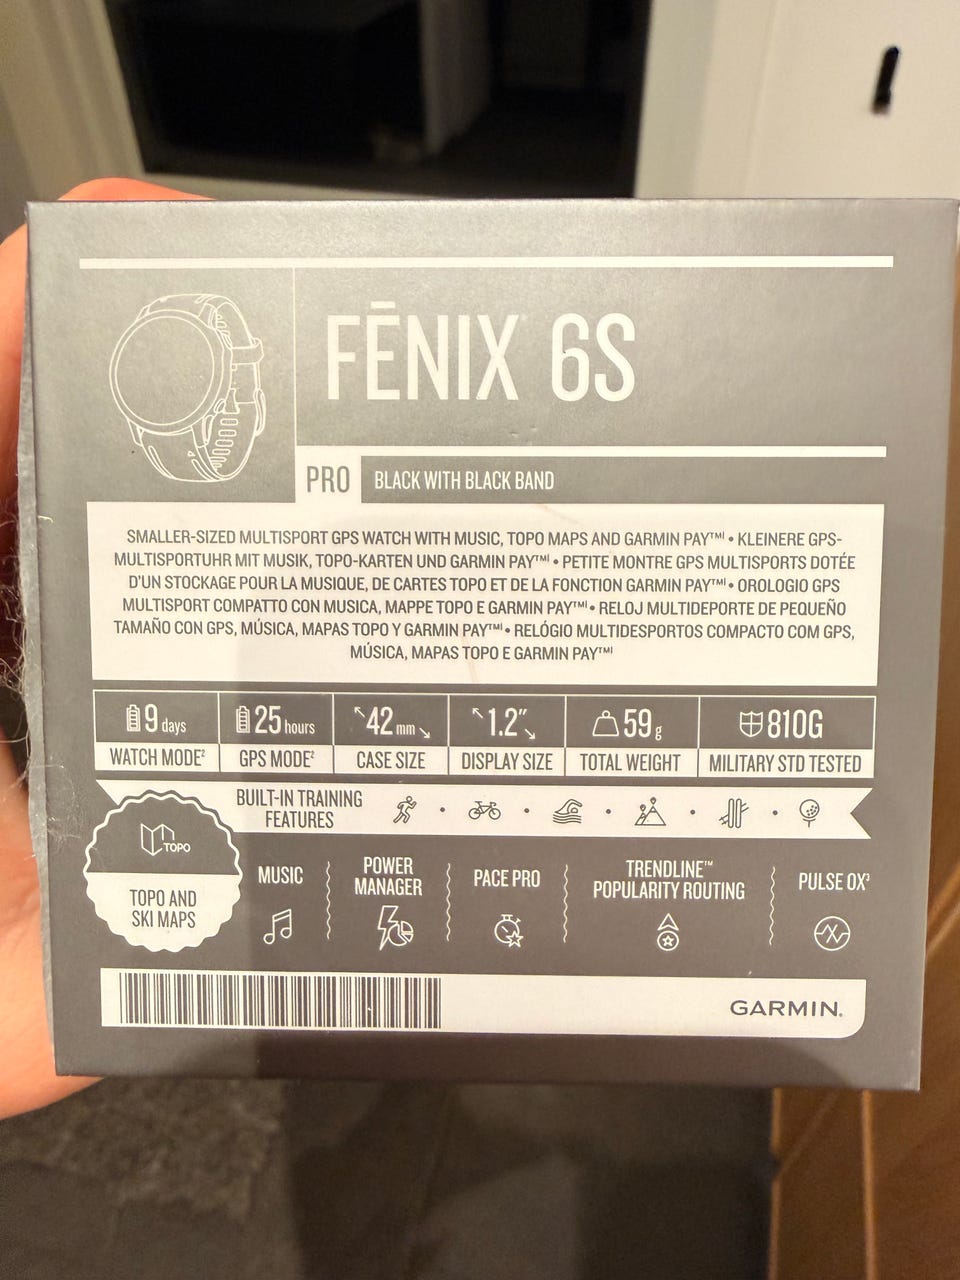 FĒNIX® 6S
PRO
BLACK WITH BLACK BAND
SMALLER-SIZED MULTISPORT GPS WATCH WITH MUSIC, TOPO MAPS AND GARMIN PAY™¹ • KLEINERE GPS-
MULTISPORTUHR MIT MUSIK, TOPO-KARTEN UND GARMIN PAY™¹ • PETITE MONTRE GPS MULTISPORTS DOTÉE
D'UN STOCKAGE POUR LA MUSIQUE, DE CARTES TOPO ET DE LA FONCTION GARMIN PAY™¹ • OROLOGIO GPS
MULTISPORT COMPATTO CON MUSICA, MAPPE TOPO E GARMIN PAY™¹ • RELOJ MULTIDEPORTE DE PEQUEÑO
TAMAÑO CON GPS, MÚSICA, MAPAS TOPO Y GARMIN PAY™¹ • RELÓGIO MULTIDESPORTOS COMPACTO COM GPS,
MÚSICA, MAPAS TOPO E GARMIN PAY™¹
9 days
WATCH MODE²
25 hours
GPS MODE²
42 mm
CASE SIZE
1.2"
DISPLAY SIZE
59 g
TOTAL WEIGHT
810G
MILITARY STD TESTED
BUILT-IN TRAINING
FEATURES
TOPO
TOPO AND
SKI MAPS
MUSIC
POWER
MANAGER
PACE PRO
TRENDLINE™
POPULARITY ROUTING
PULSE OX³
GARMIN®